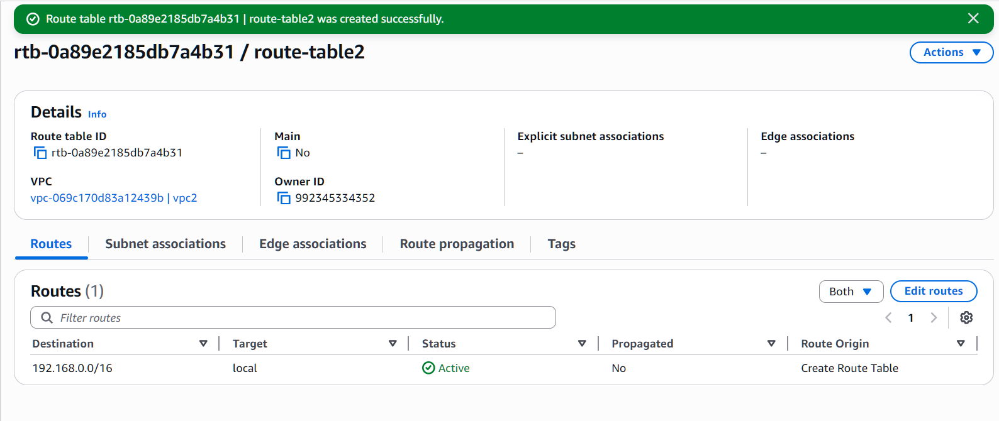 Route table rtb-0a89e2185db7a4b31 | route-table2 was created successfully.
rtb-0a89e2185db7a4b31 / route-table2
Actions
Details Info
Route table ID
rtb-0a89e2185db7a4b31
Main
No
Explicit subnet associations
–
Edge associations
–
VPC
vpc-069c170d83a12439b | vpc2
Owner ID
992345334352
Routes
Subnet associations
Edge associations
Route propagation
Tags
Routes (1)
Both
Edit routes
Filter routes
1
Destination Target Status Propagated Route Origin
192.168.0.0/16 local Active No Create Route Table